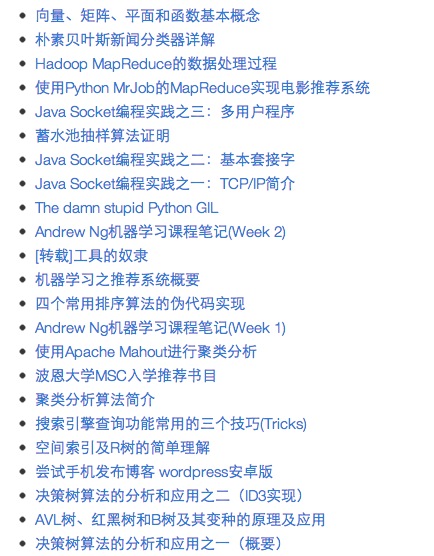 向量、矩阵、平面和函数基本概念
朴素贝叶斯新闻分类器详解
Hadoop MapReduce的数据处理过程
使用Python MrJob的MapReduce实现电影推荐系统
Java Socket编程实践之三：多用户程序
蓄水池抽样算法证明
Java Socket编程实践之二：基本套接字
Java Socket编程实践之一：TCP/IP简介
The damn stupid Python GIL
Andrew Ng机器学习课程笔记(Week 2)
[转载]工具的奴隶
机器学习之推荐系统概要
四个常用排序算法的伪代码实现
Andrew Ng机器学习课程笔记(Week 1)
使用Apache Mahout进行聚类分析
波恩大学MSC入学推荐书目
聚类分析算法简介
搜索引擎查询功能常用的三个技巧(Tricks)
空间索引及R树的简单理解
尝试手机发布博客 wordpress安卓版
决策树算法的分析和应用之二（ID3实现）
AVL树、红黑树和B树及其变种的原理及应用
决策树算法的分析和应用之一（概要）